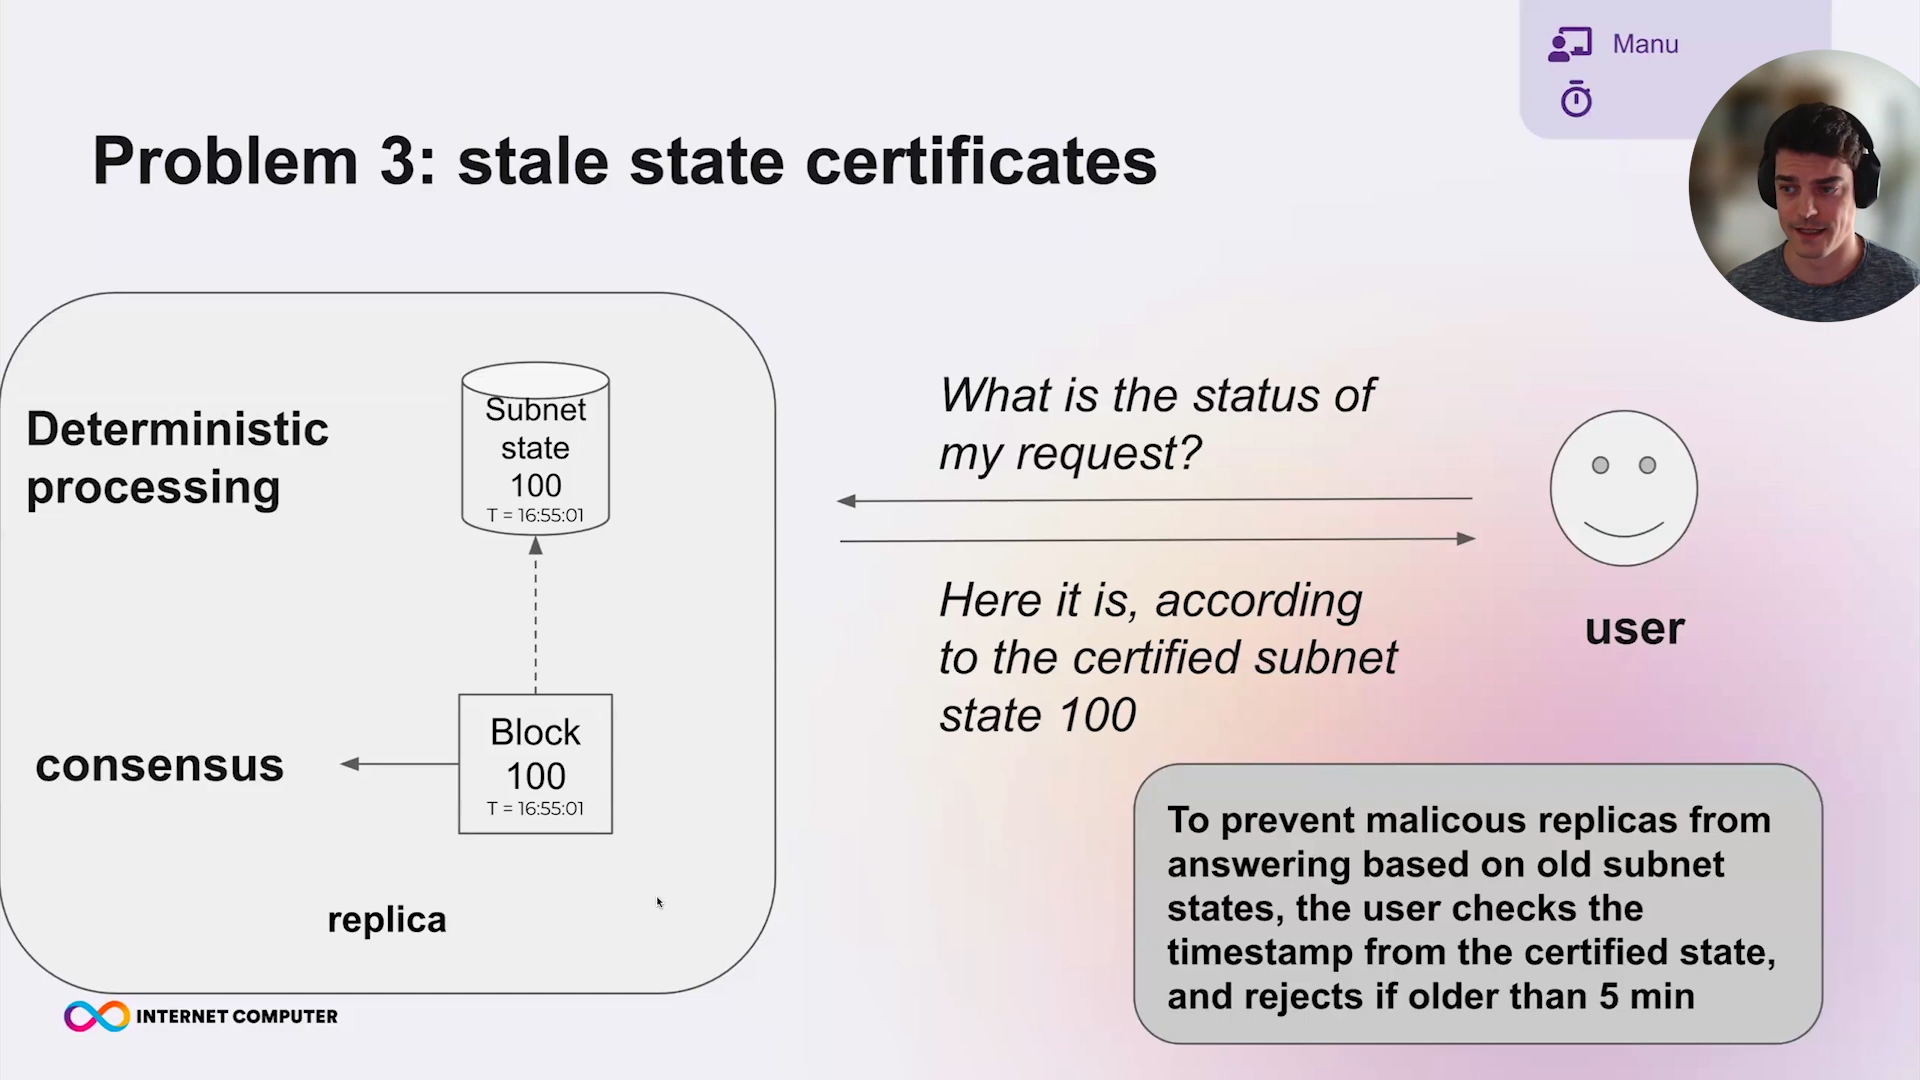 Manu
Problem 3: stale state certificates
Deterministic
processing
Subnet
state
100
T = 16:55:01
What is the status of
my request?
Here it is, according
to the certified subnet
state 100
user
consensus
Block
100
T = 16:55:01
replica
To prevent malicous replicas from
answering based on old subnet
states, the user checks the
timestamp from the certified state,
and rejects if older than 5 min
INTERNET COMPUTER